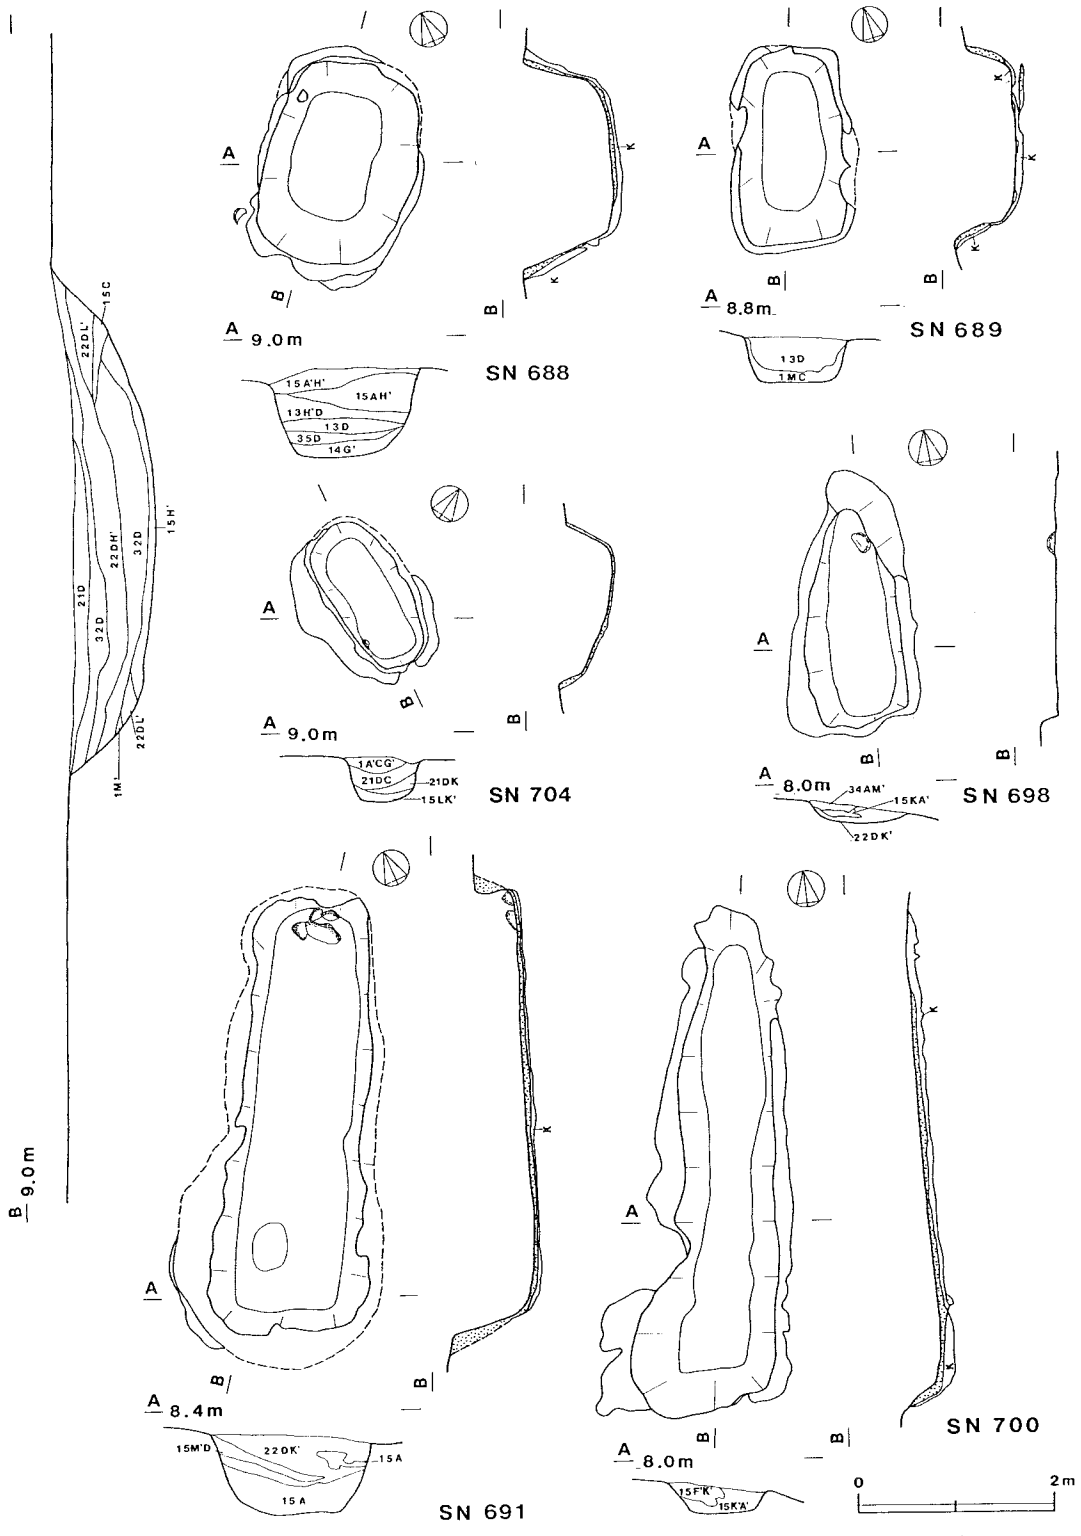 15C
22DL'
15H'
22DH'
32D
21D
32D
22DL'
1M'
B 9.0m
A
B
B
K
K
A 9.0m
SN 688
15A'H'
15AH'
13H'D
13D
35D
14G'
A
B
B
K
K
K
A 8.8m
SN 689
13D
1MC
A
B
B
A 9.0m
SN 704
1A'CG'
21DC
21DK
15LK'
A
B
B
A 8.0m
SN 698
34AM'
15KA'
22DK'
A
B
B
K
A 8.4m
15M'D
22DK'
15A
15A
SN 691
A
B
B
K
K
A 8.0m
SN 700
15F'K'
15K'A'
0 2m